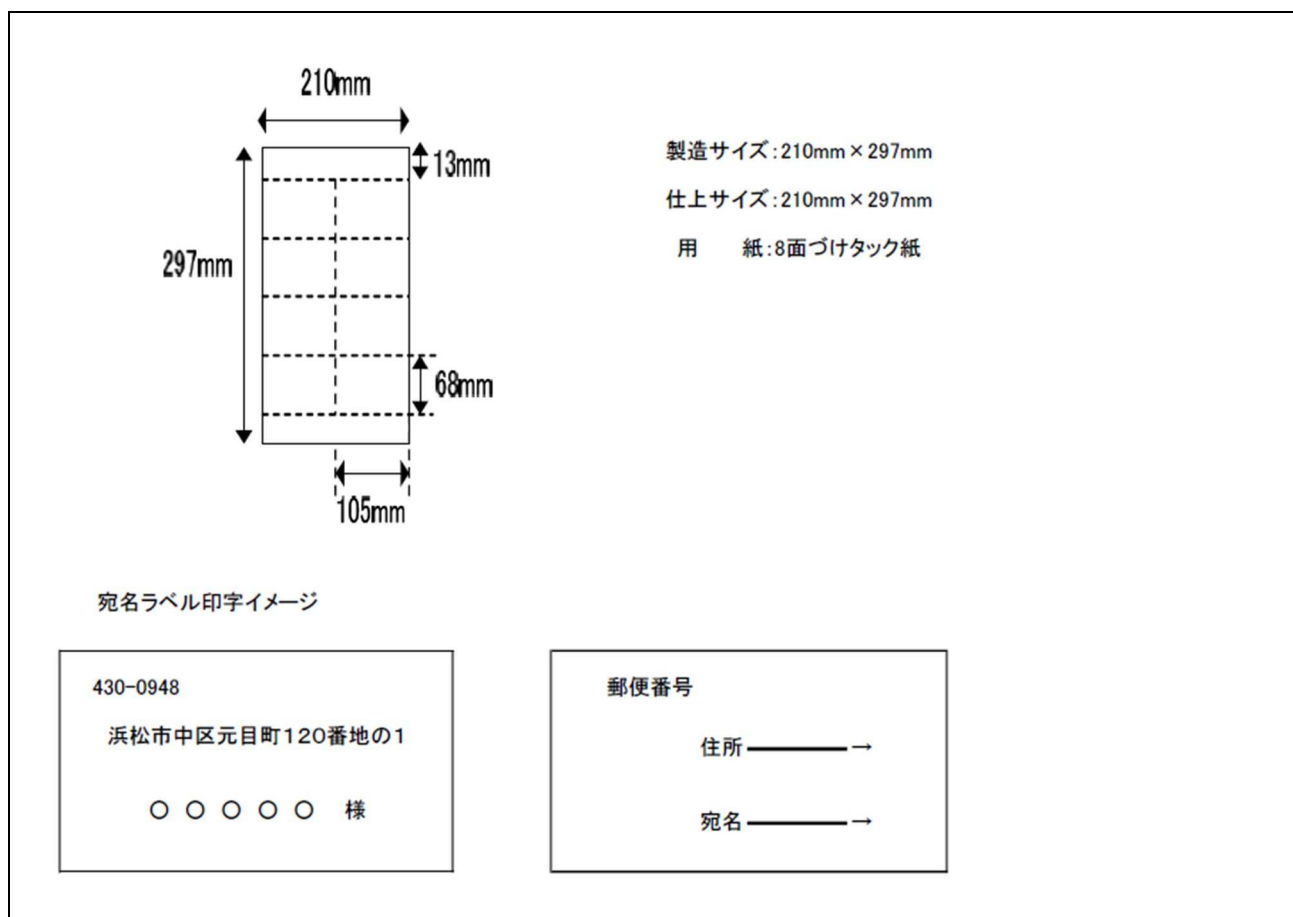 210mm
13mm
297mm
68mm
105mm
製造サイズ:210mm×297mm
仕上サイズ:210mm×297mm
用　　紙:8面づけタック紙
宛名ラベル印字イメージ
430-0948
浜松市中区元目町120番地の1
○ ○ ○ ○ ○ 様
郵便番号
住所 →
宛名 →